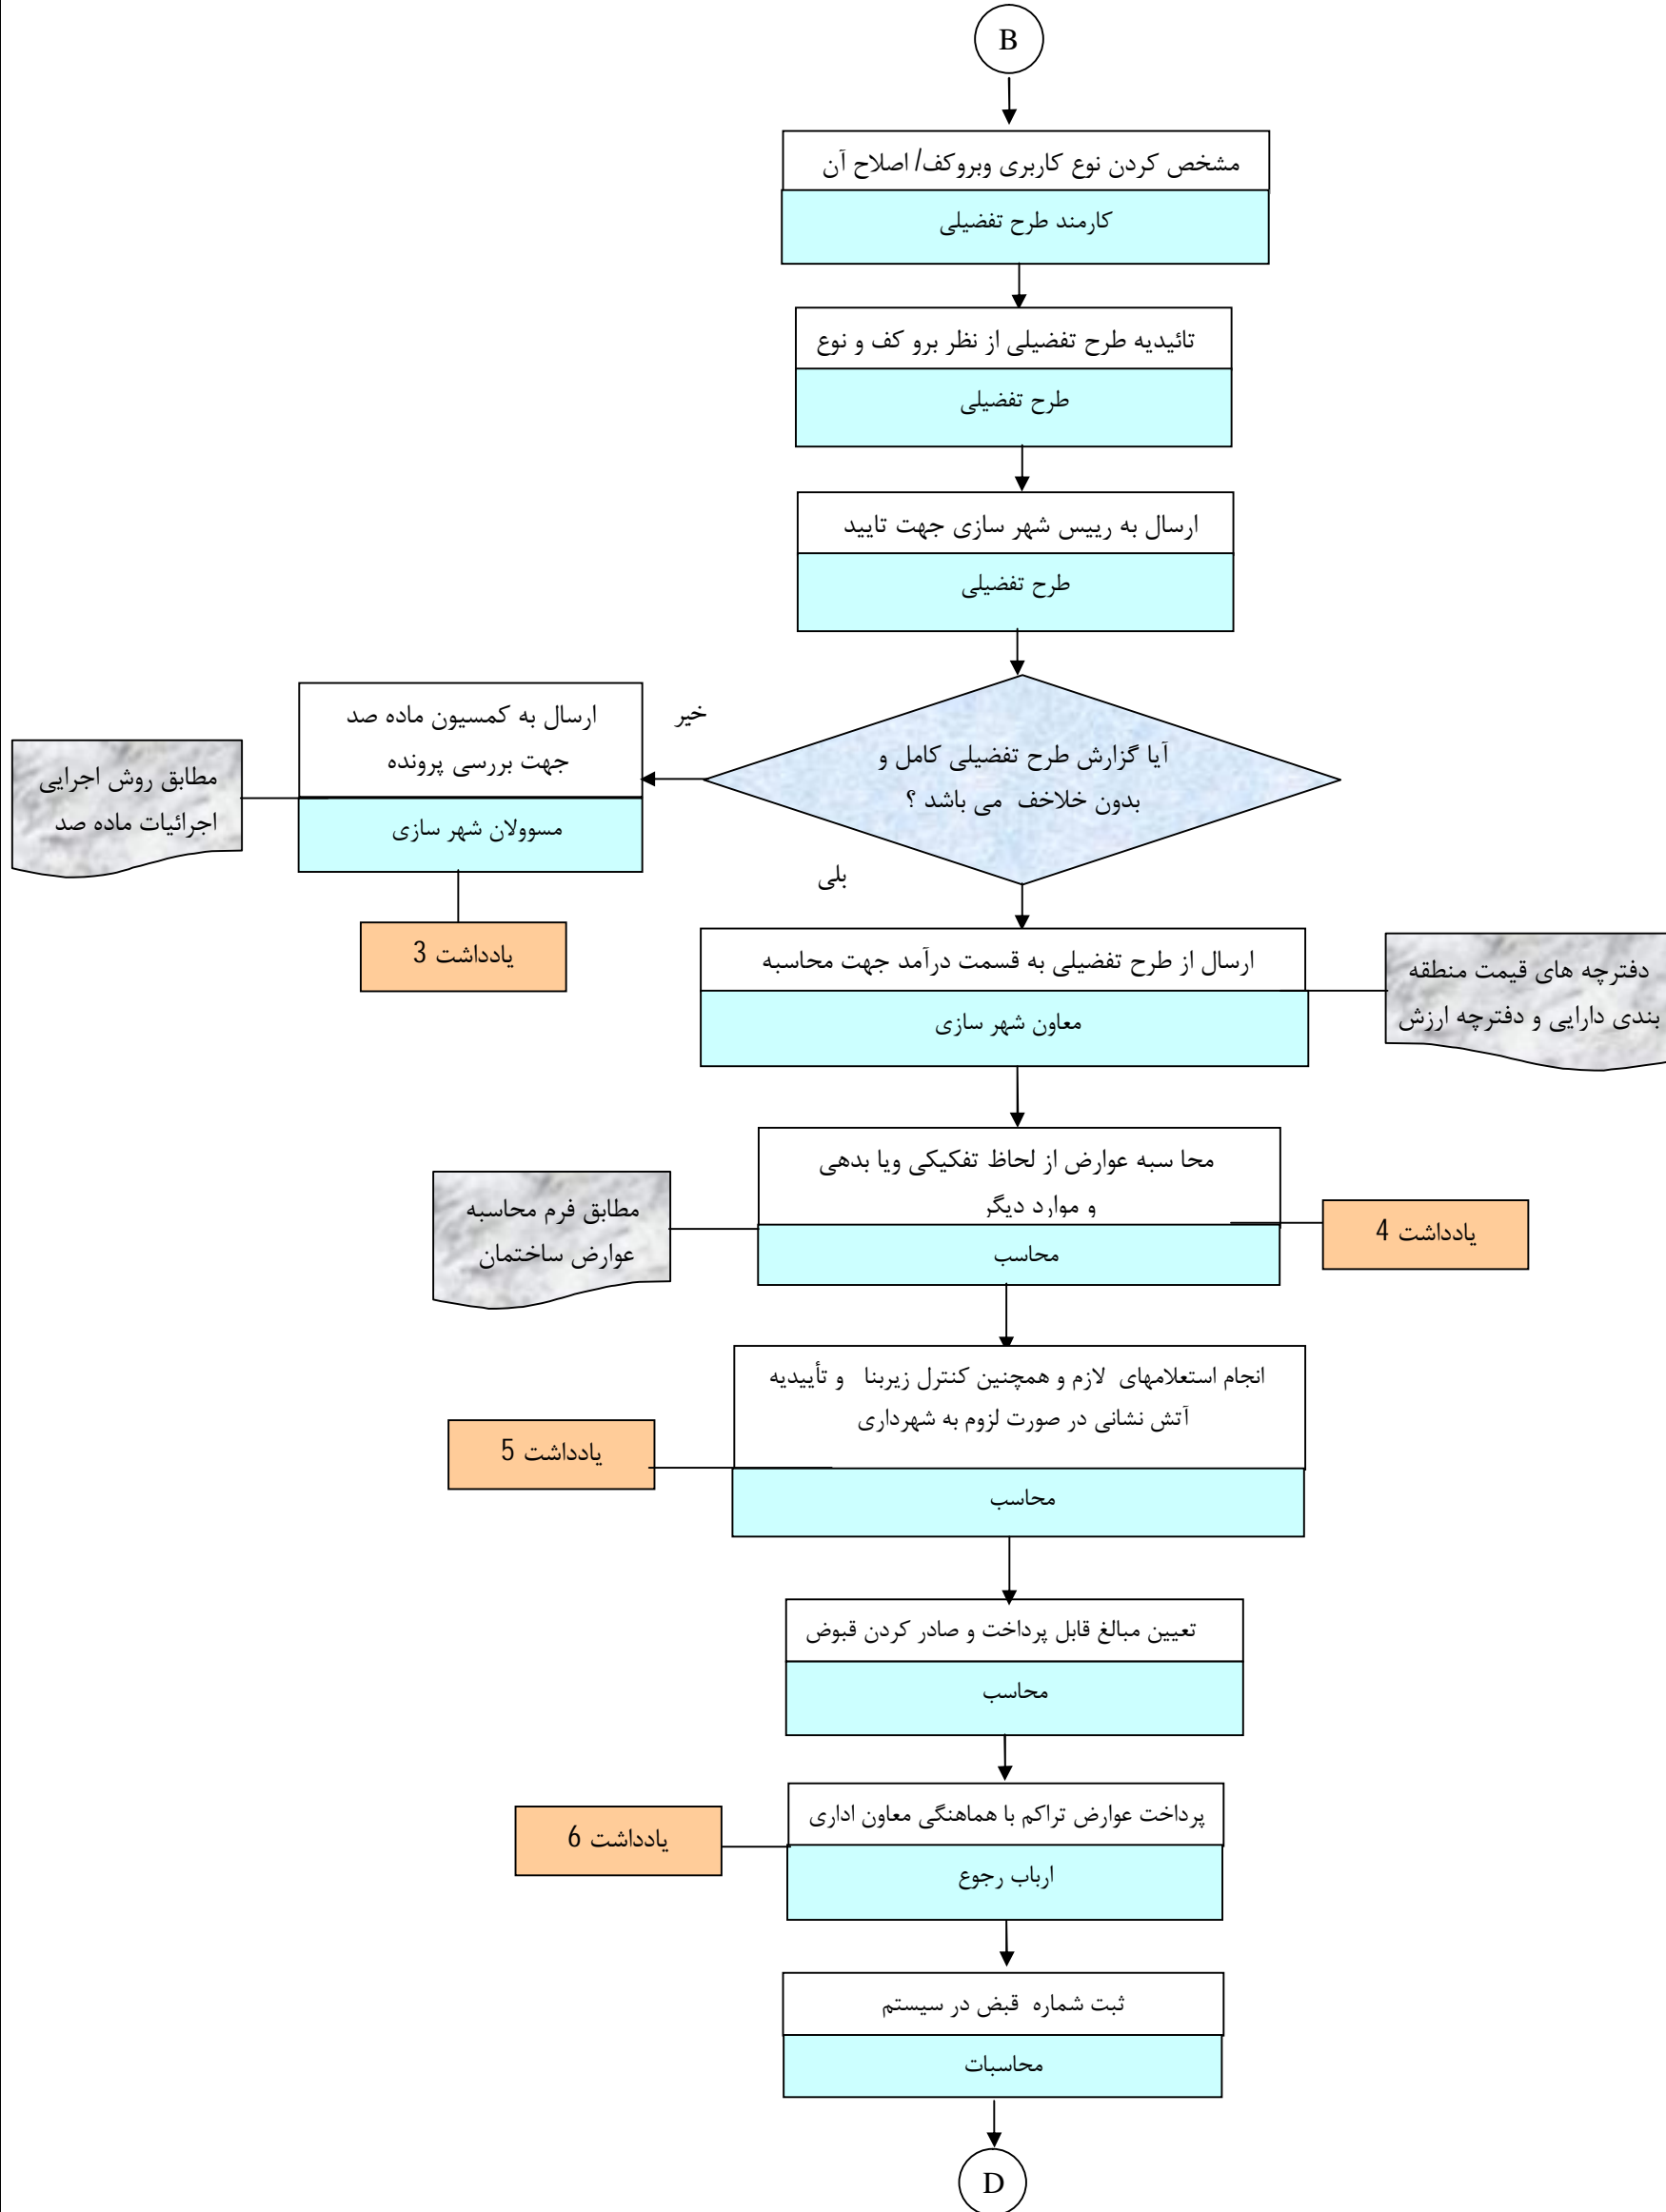 B
مشخص کردن نوع کاربری وبروکف/ اصلاح آن
کارمند طرح تفضیلی
تائیدیه طرح تفضیلی از نظر برو کف و نوع
طرح تفضیلی
ارسال به رییس شهر سازی جهت تایید
طرح تفضیلی
آیا گزارش طرح تفضیلی کامل و
بدون خلاخف می باشد ؟
خیر
ارسال به کمسیون ماده صد
جهت بررسی پرونده
مسوولان شهر سازی
مطابق روش اجرایی
اجرائیات ماده صد
یادداشت 3
بلی
ارسال از طرح تفضیلی به قسمت درآمد جهت محاسبه
معاون شهر سازی
دفترچه های قیمت منطقه
بندی دارایی و دفترچه ارزش
محا سبه عوارض از لحاظ تفکیکی ویا بدهی
و موارد دیگر
محاسب
مطابق فرم محاسبه
عوارض ساختمان
یادداشت 4
انجام استعلامهای لازم و همچنین کنترل زیربنا و تأییدیه
آتش نشانی در صورت لزوم به شهرداری
محاسب
یادداشت 5
تعیین مبالغ قابل پرداخت و صادر کردن قبوض
محاسب
پرداخت عوارض تراکم با هماهنگی معاون اداری
ارباب رجوع
یادداشت 6
ثبت شماره قبض در سیستم
محاسبات
D